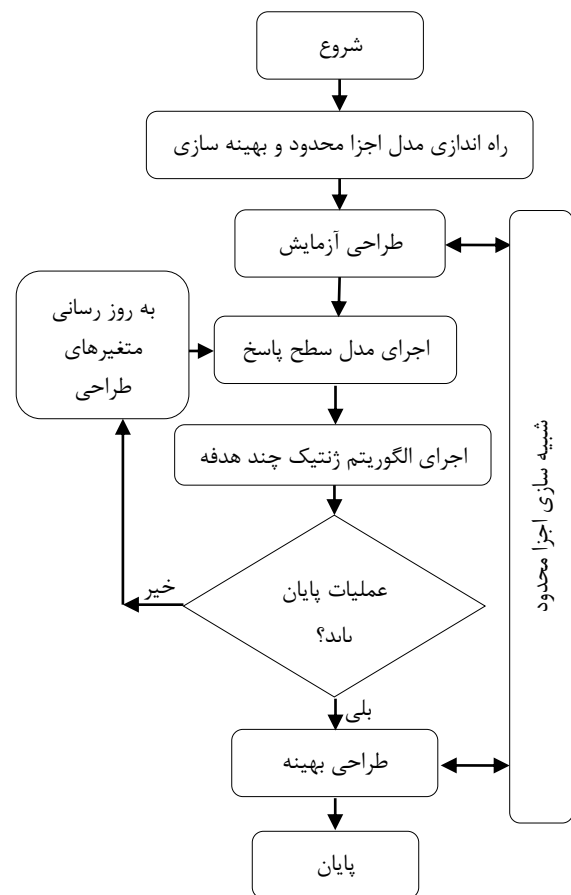 شروع
راه اندازی مدل اجزا محدود و بهینه سازی
طراحی آزمایش
به روز رسانی
متغیرهای
طراحی
اجرای مدل سطح پاسخ
اجرای الگوریتم ژنتیک چند هدفه
شبیه سازی اجزا محدود
عملیات پایان
خیر
بلی
طراحی بهینه
پایان